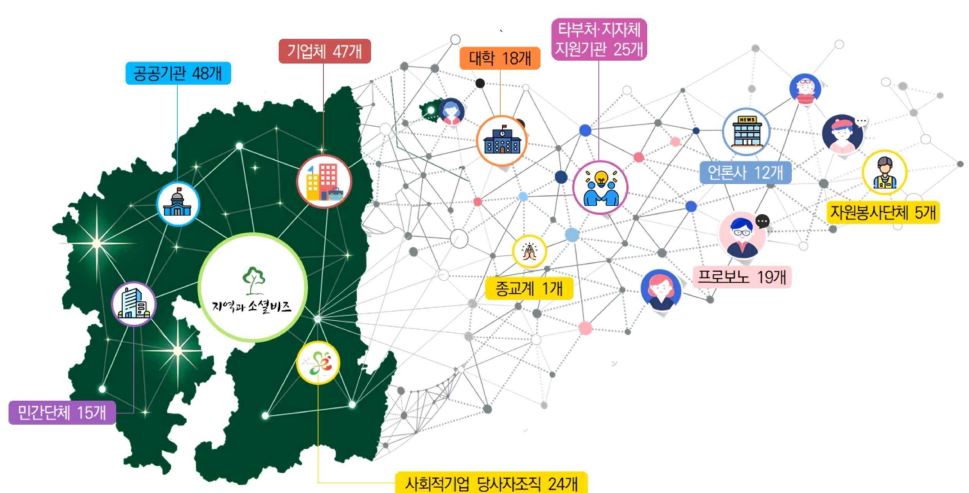 타부처·지자체
지원기관 25개
기업체 47개
대학 18개
공공기관 48개
NEWS
언론사 12개
자원봉사단체 5개
프로보노 19개
종교계 1개
지역과 소셜비즈
민간단체 15개
사회적기업 당사자조직 24개